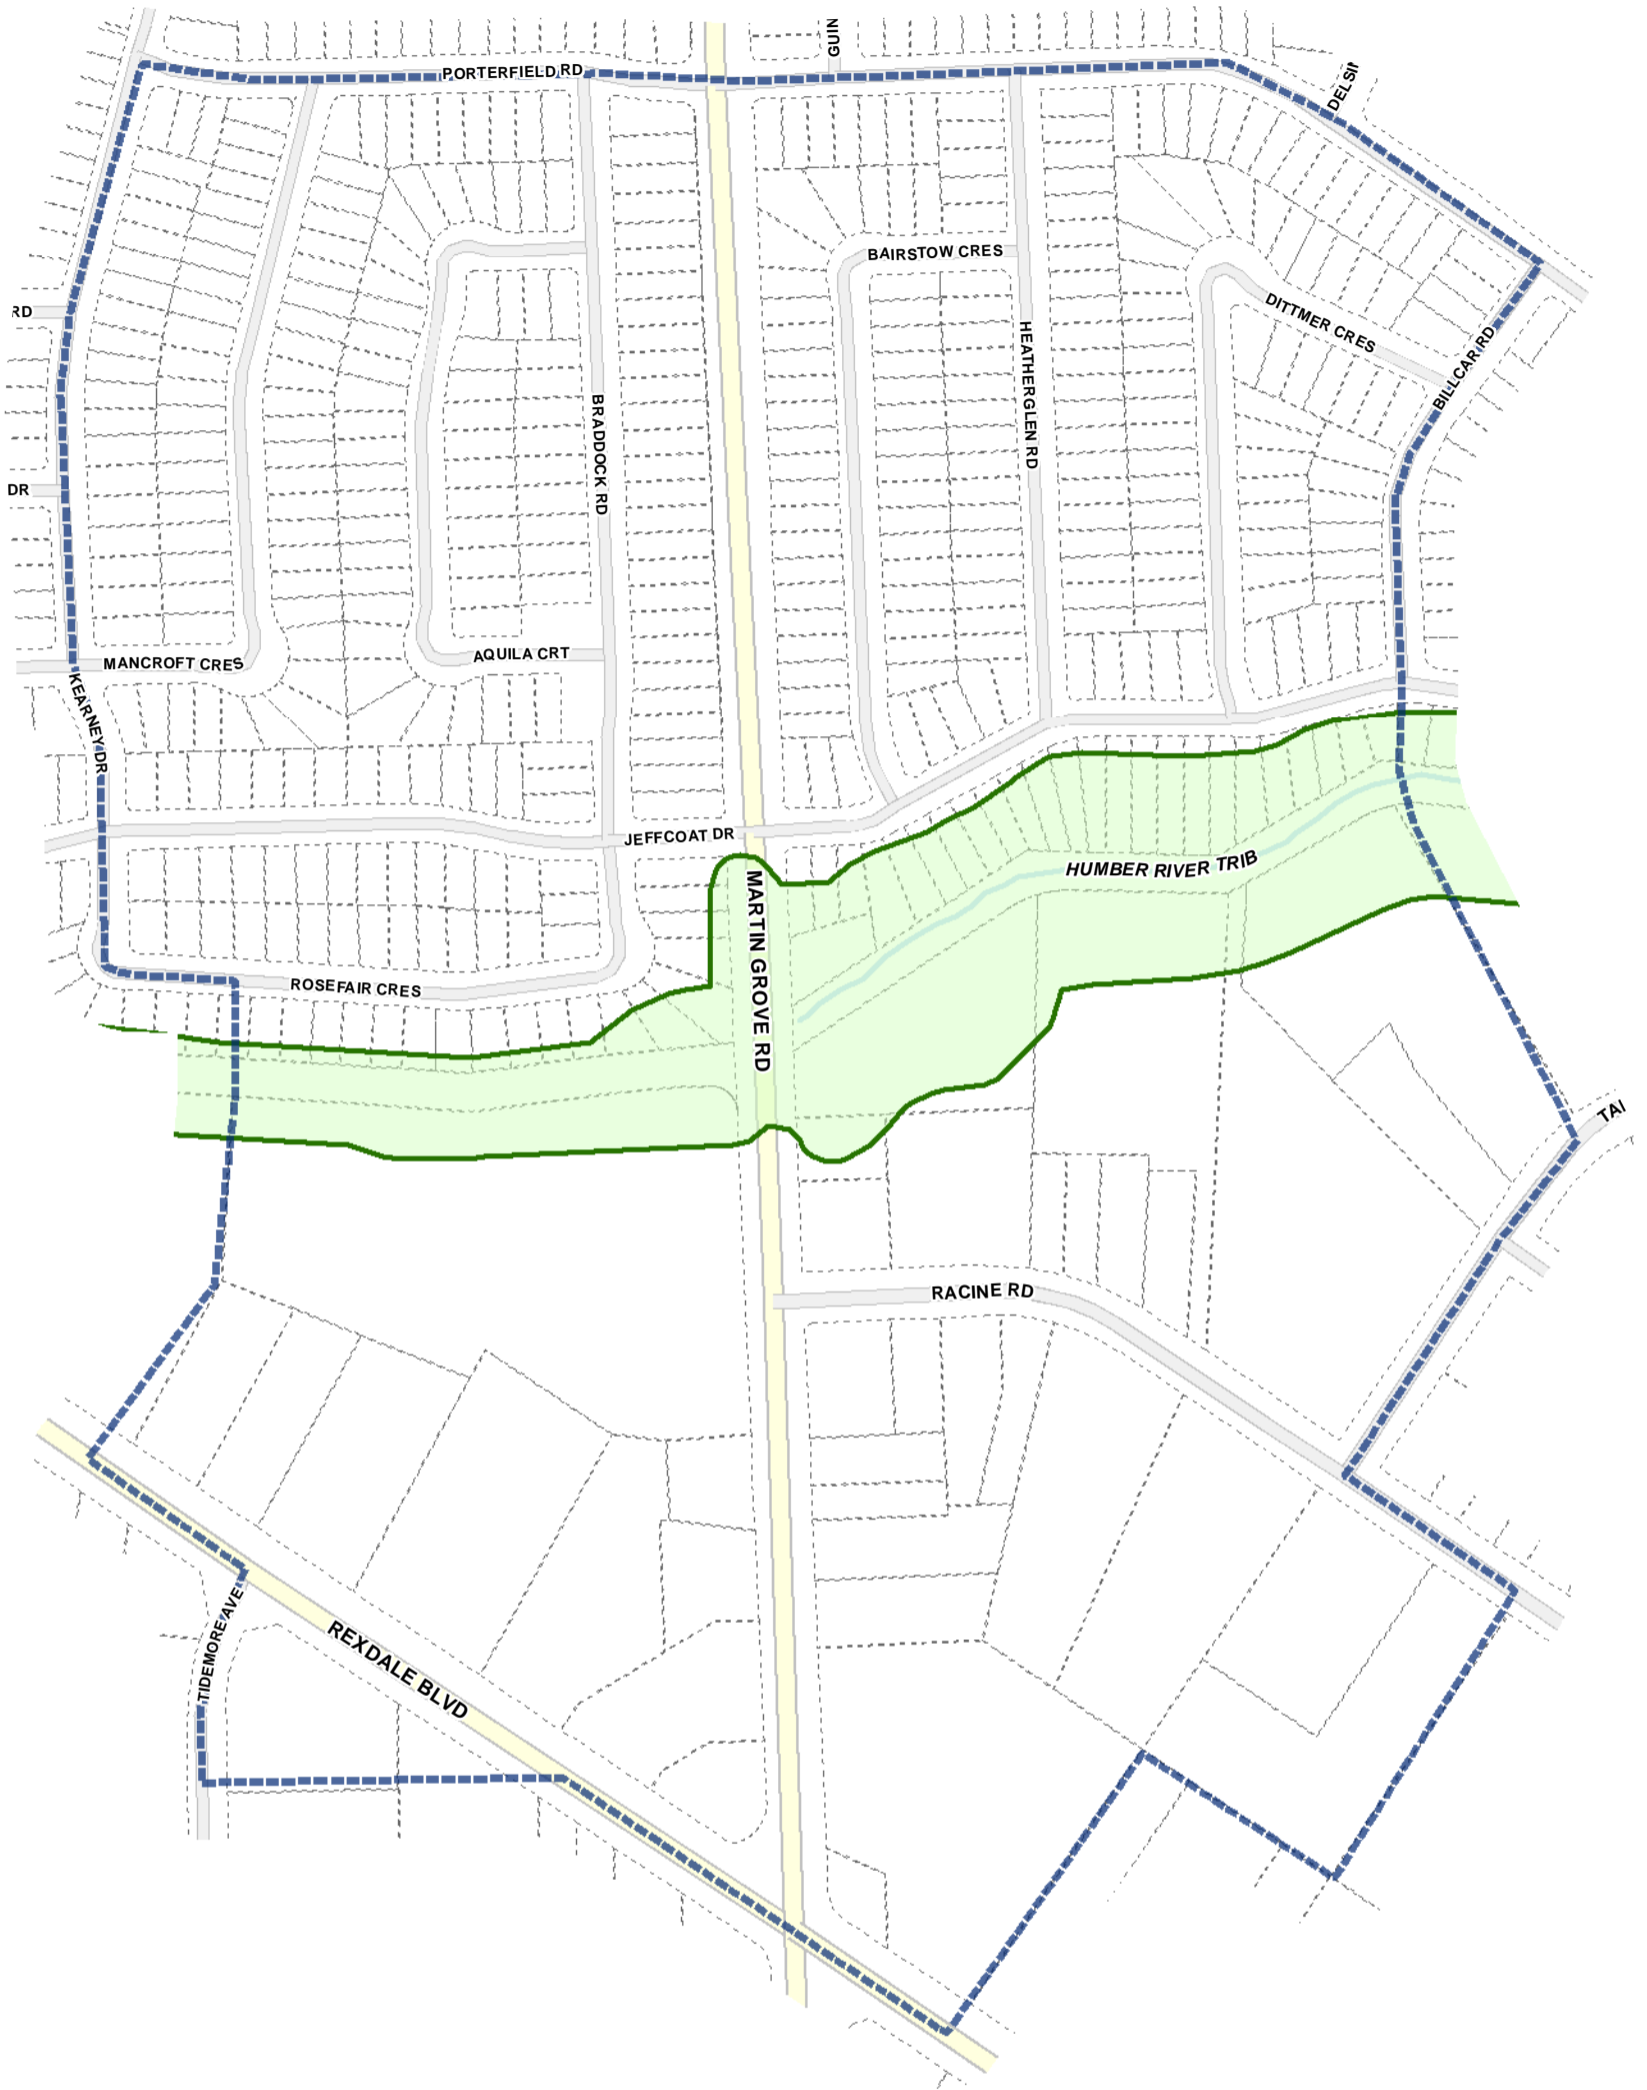 GUIN
PORTERFIELD RD
BAIRSTOW CRES
DITTMER CRES
RD
HEATHERGLEN RD
BILLCAR RD
BRADDOCK RD
DR
MANCROFT CRES
AQUILA CRT
KEARNEY DR
JEFFCOAT DR
HUMBER RIVER TRIB
MARTIN GROVE RD
ROSEFAIR CRES
TAI
RACINE RD
TIDEMORE AVE
REXDALE BLVD